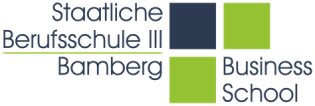 Staatliche
Berufsschule III
Bamberg
Business
School